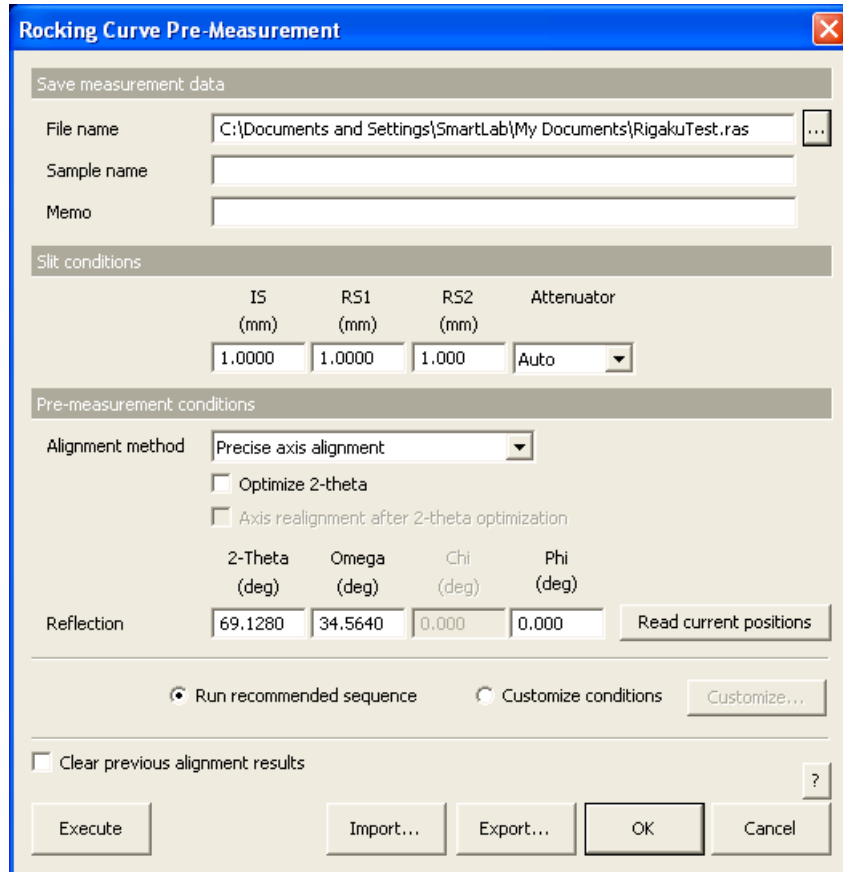 Rocking Curve Pre-Measurement
Save measurement data
File name C:\Documents and Settings\SmartLab\My Documents\RigakuTest.ras ...
Sample name
Memo
Slit conditions
IS RS1 RS2 Attenuator
(mm) (mm) (mm)
1.0000 1.0000 1.000 Auto
Pre-measurement conditions
Alignment method Precise axis alignment
Optimize 2-theta
Axis realignment after 2-theta optimization
2-Theta Omega Chi Phi
(deg) (deg) (deg) (deg)
Reflection 69.1280 34.5640 0.000 0.000 Read current positions
Run recommended sequence Customize conditions Customize...
Clear previous alignment results
?
Execute Import... Export... OK Cancel